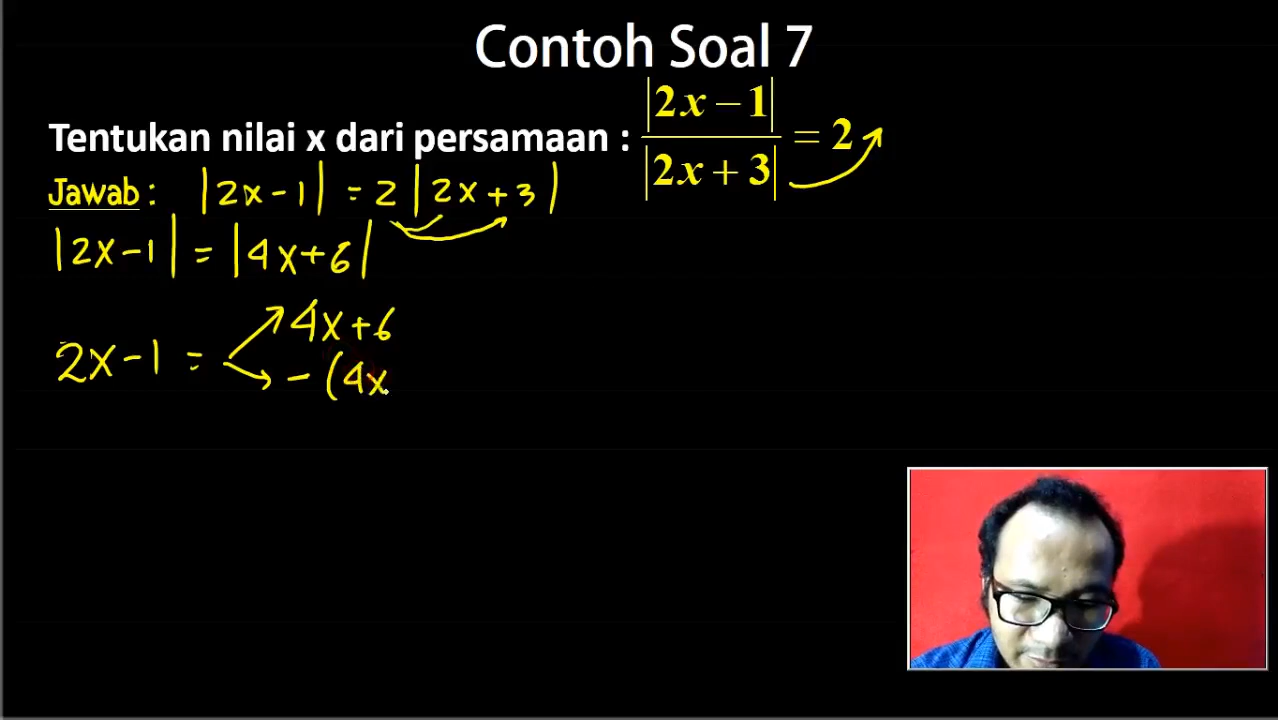 Contoh Soal 7
Tentukan nilai x dari persamaan : |2x − 1| / |2x + 3| = 2
Jawab : |2x - 1| = 2 |2x + 3|
|2x - 1| = |4x + 6|
4x + 6
2x - 1 =
- (4x